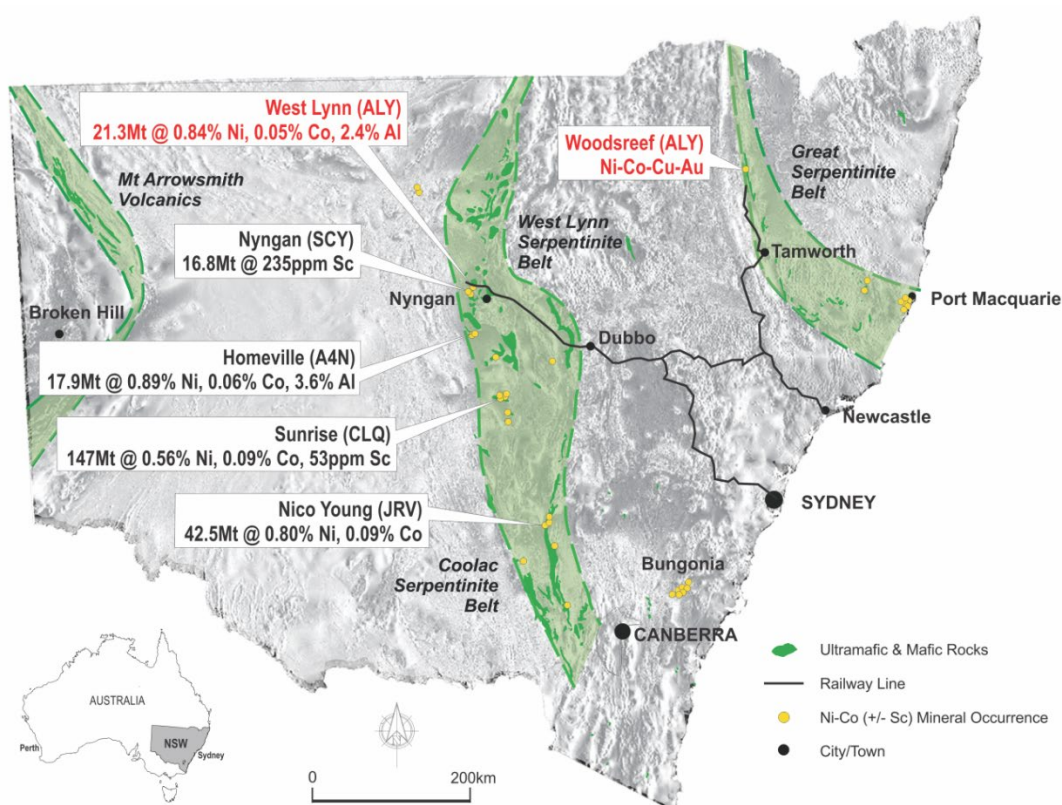 West Lynn (ALY)
21.3Mt @ 0.84% Ni, 0.05% Co, 2.4% Al
Woodsreef (ALY)
Ni-Co-Cu-Au
Great
Serpentinite
Belt
Mt Arrowsmith
Volcanics
West Lynn
Serpentinite
Belt
Nyngan (SCY)
16.8Mt @ 235ppm Sc
Tamworth
Nyngan
Port Macquarie
Broken Hill
Dubbo
Homeville (A4N)
17.9Mt @ 0.89% Ni, 0.06% Co, 3.6% Al
Newcastle
Sunrise (CLQ)
147Mt @ 0.56% Ni, 0.09% Co, 53ppm Sc
SYDNEY
Nico Young (JRV)
42.5Mt @ 0.80% Ni, 0.09% Co
Bungonia
Coolac
Serpentinite
Belt
CANBERRA
Ultramafic & Mafic Rocks
Railway Line
Ni-Co (+/- Sc) Mineral Occurrence
City/Town
AUSTRALIA
NSW
Perth
Sydney
0
200km